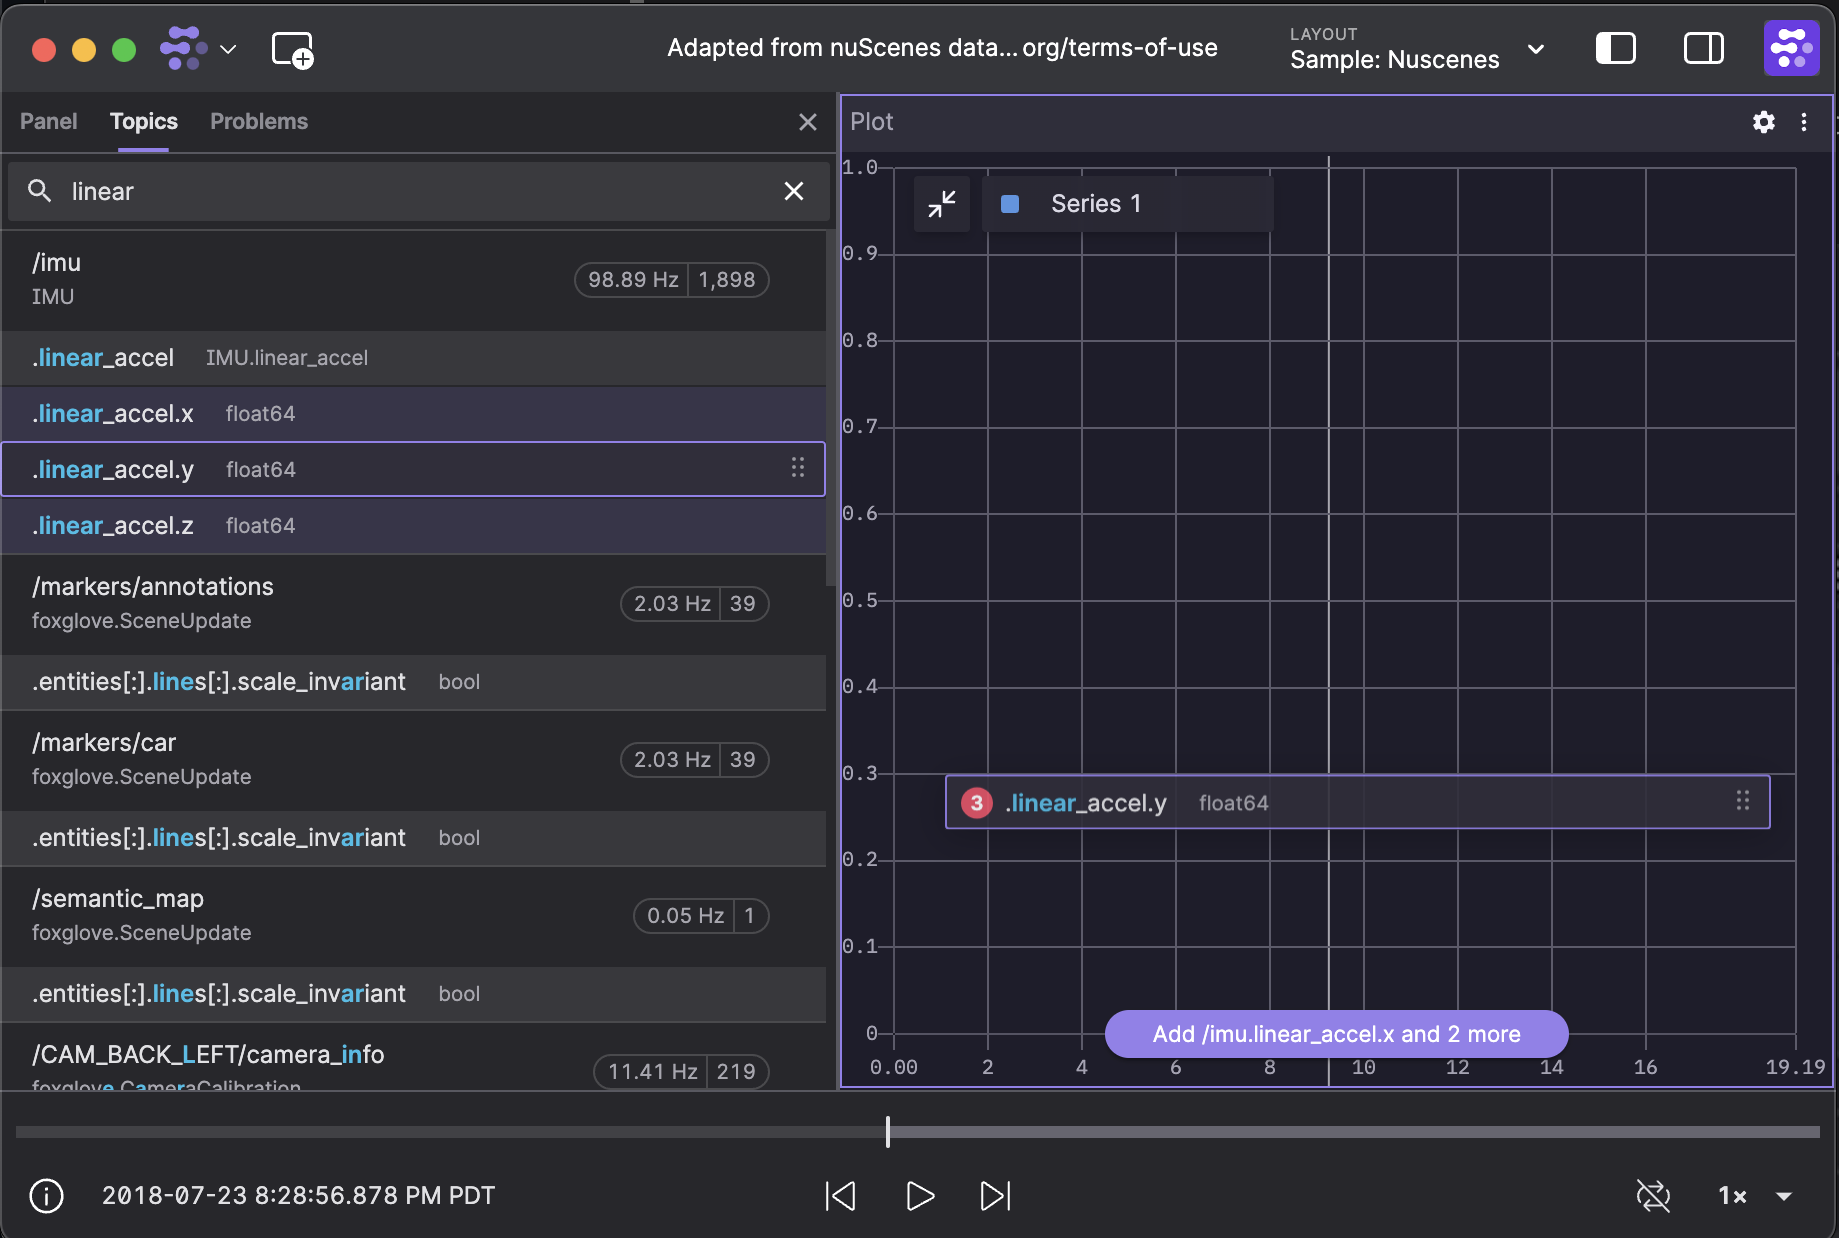 Adapted from nuScenes data... org/terms-of-use
LAYOUT
Sample: Nuscenes
Panel
Topics
Problems
linear
/imu
IMU
98.89 Hz
1,898
.linear_accel
IMU.linear_accel
.linear_accel.x
float64
.linear_accel.y
float64
.linear_accel.z
float64
/markers/annotations
foxglove.SceneUpdate
2.03 Hz
39
.entities[:].lines[:].scale_invariant
bool
/markers/car
foxglove.SceneUpdate
2.03 Hz
39
.entities[:].lines[:].scale_invariant
bool
/semantic_map
foxglove.SceneUpdate
0.05 Hz
1
.entities[:].lines[:].scale_invariant
bool
/CAM_BACK_LEFT/camera_info
foxglove.CameraCalibration
11.41 Hz
219
Plot
Series 1
1.0
0.9
0.8
0.7
0.6
0.5
0.4
0.3
0.2
0.1
0
3 .linear_accel.y float64
Add /imu.linear_accel.x and 2 more
0.00
2
4
6
8
10
12
14
16
19.19
2018-07-23 8:28:56.878 PM PDT
1×